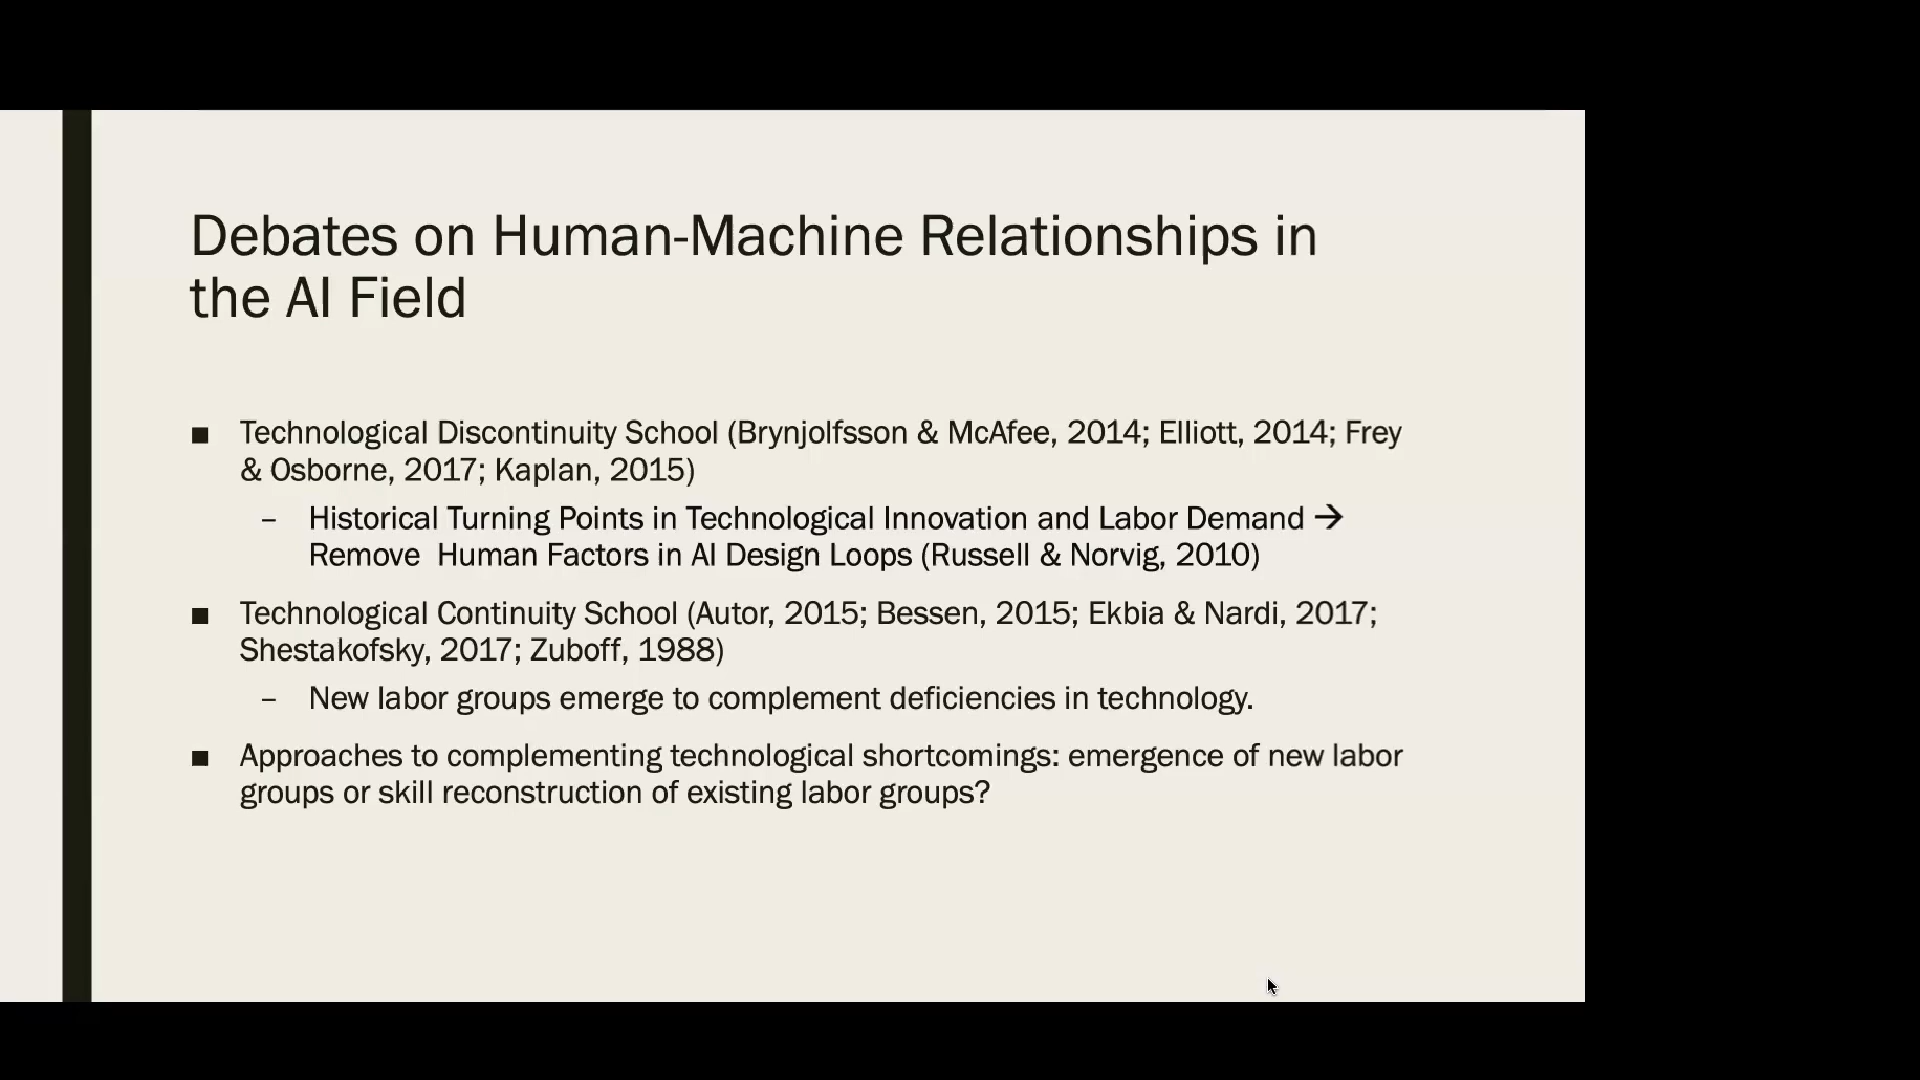 Debates on Human-Machine Relationships in
the AI Field
■ Technological Discontinuity School (Brynjolfsson & McAfee, 2014; Elliott, 2014; Frey
& Osborne, 2017; Kaplan, 2015)
– Historical Turning Points in Technological Innovation and Labor Demand →
Remove  Human Factors in AI Design Loops (Russell & Norvig, 2010)
■ Technological Continuity School (Autor, 2015; Bessen, 2015; Ekbia & Nardi, 2017;
Shestakofsky, 2017; Zuboff, 1988)
– New labor groups emerge to complement deficiencies in technology.
■ Approaches to complementing technological shortcomings: emergence of new labor
groups or skill reconstruction of existing labor groups?